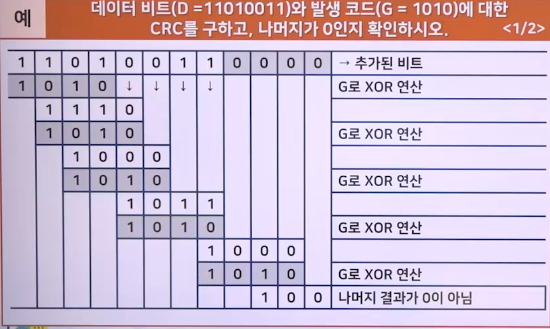 예
데이터 비트(D =11010011)와 발생 코드(G = 1010)에 대한
CRC를 구하고, 나머지가 0인지 확인하시오. <1/2>
1 1 0 1 0 0 1 1 0 0 0 0 → 추가된 비트
1 0 1 0 ↓ ↓ ↓ ↓ G로 XOR 연산
1 1 1 0
1 0 1 0 G로 XOR 연산
1 0 0 0
1 0 1 0 G로 XOR 연산
1 0 1 1
1 0 1 0 G로 XOR 연산
1 0 0 0
1 0 1 0 G로 XOR 연산
1 0 0 나머지 결과가 0이 아님